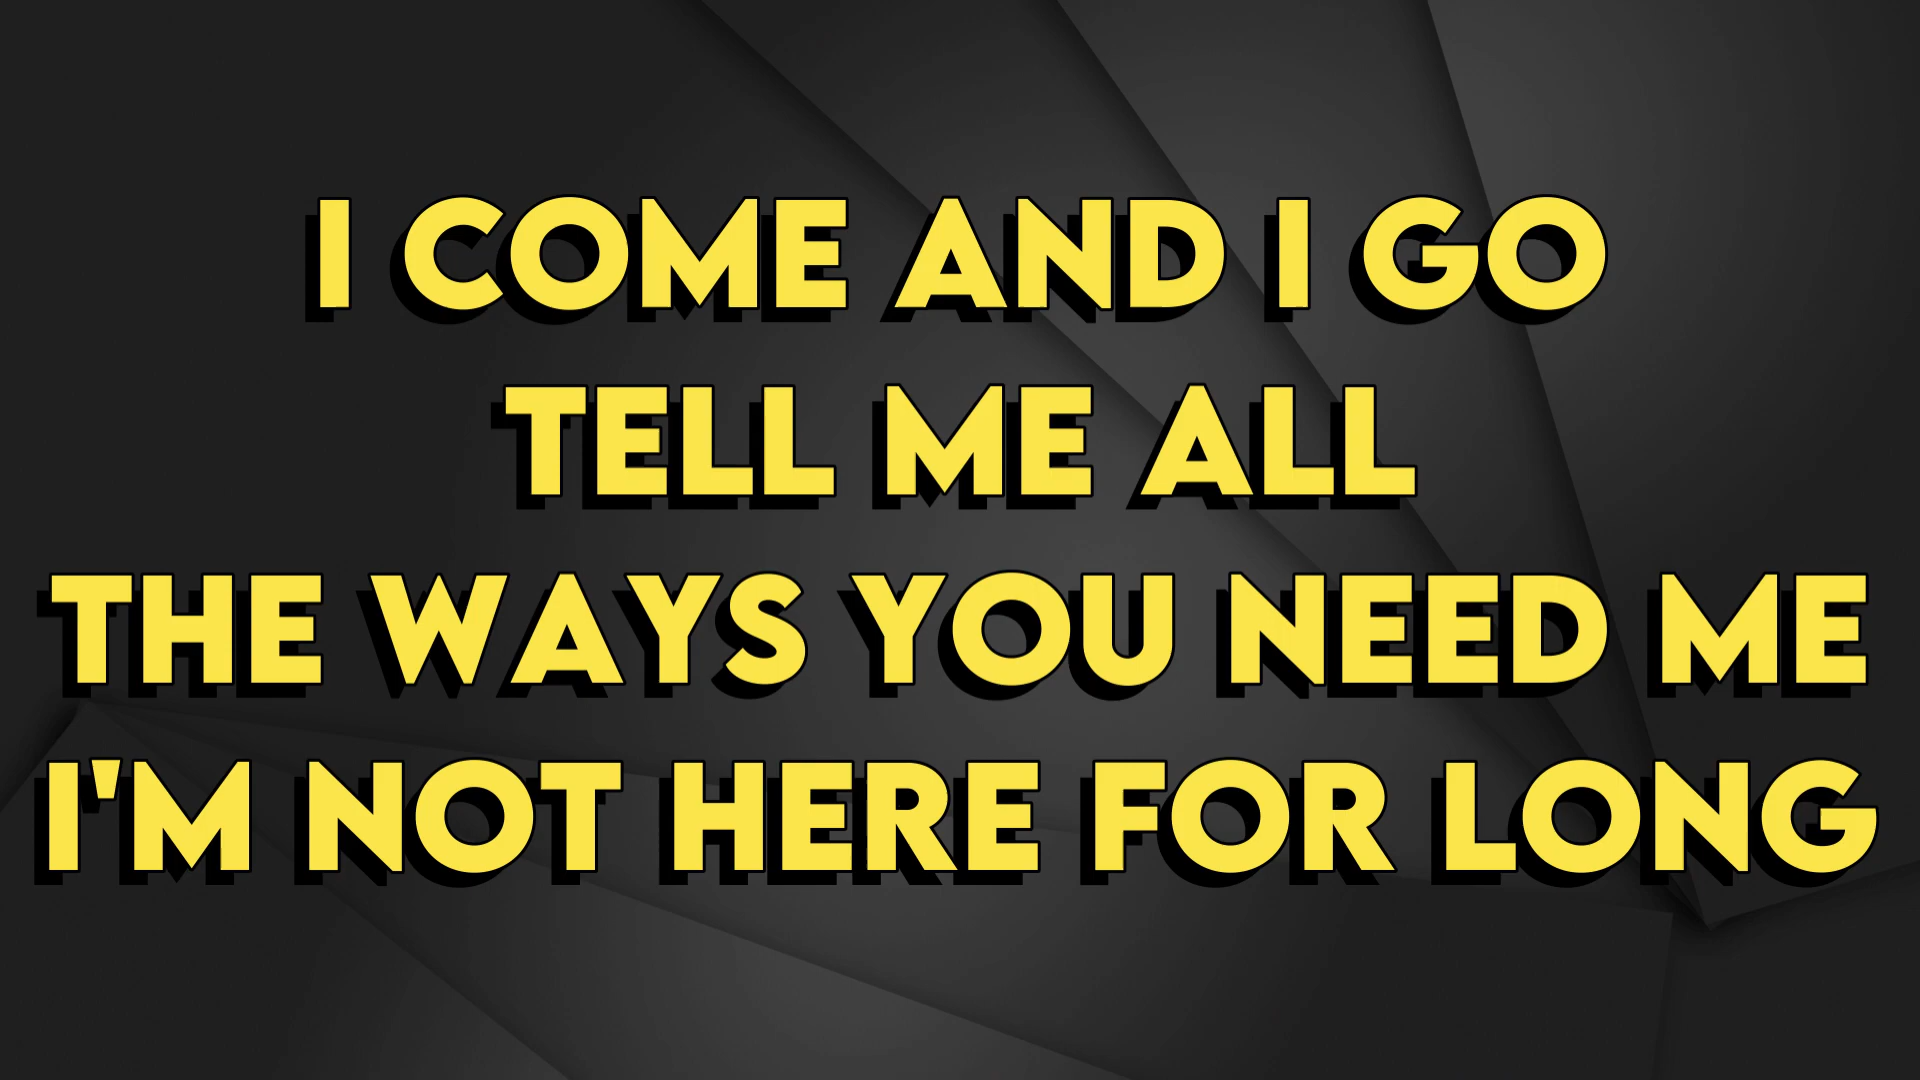 I COME AND I GO
TELL ME ALL
THE WAYS YOU NEED ME
I'M NOT HERE FOR LONG